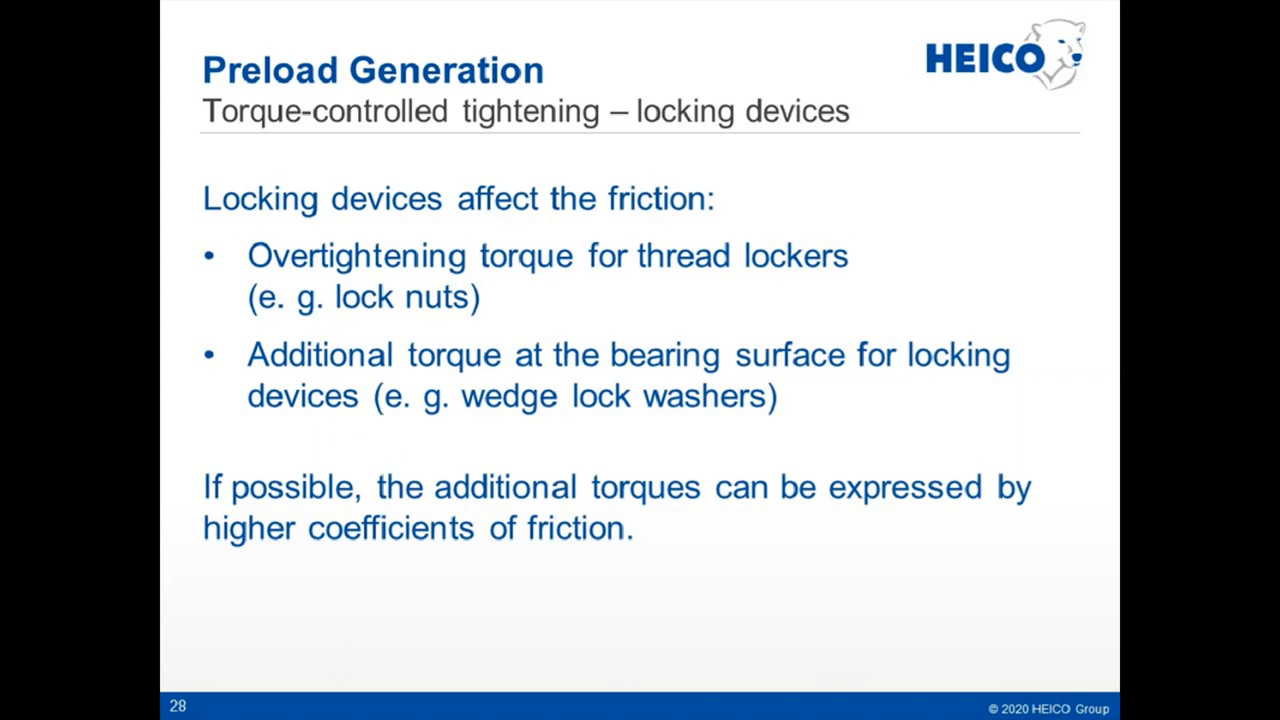 Preload Generation
HEICO
Torque-controlled tightening – locking devices
Locking devices affect the friction:
• Overtightening torque for thread lockers
(e. g. lock nuts)
• Additional torque at the bearing surface for locking
devices (e. g. wedge lock washers)
If possible, the additional torques can be expressed by
higher coefficients of friction.
28
© 2020 HEICO Group